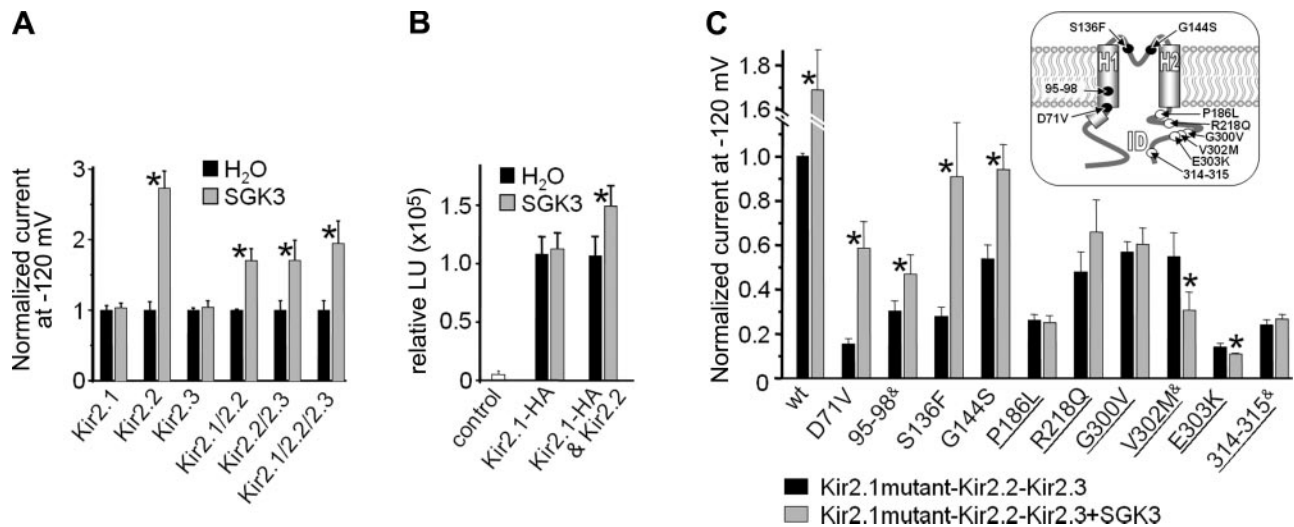 A
Normalized current
at -120 mV
H₂O
SGK3
*
*
*
*
3
2
1
0
Kir2.1
Kir2.2
Kir2.3
Kir2.1/2.2
Kir2.2/2.3
Kir2.1/2.2/2.3
B
relative LU (x10⁵)
H₂O
SGK3
*
1.5
1.0
0.5
0
control
Kir2.1-HA
Kir2.1-HA
& Kir2.2
C
Normalized current at -120 mV
1.8
1.6
1.0
0.8
0.6
0.4
0.2
0
*
*
*
*
*
*
*
wt
D71V
95-98&
S136F
G144S
P186L
R218Q
G300V
V302M&
E303K
314-315&
S136F
G144S
H1
H2
95-98
D71V
P186L
R218Q
G300V
V302M
E303K
314-315
ID
Kir2.1mutant-Kir2.2-Kir2.3
Kir2.1mutant-Kir2.2-Kir2.3+SGK3